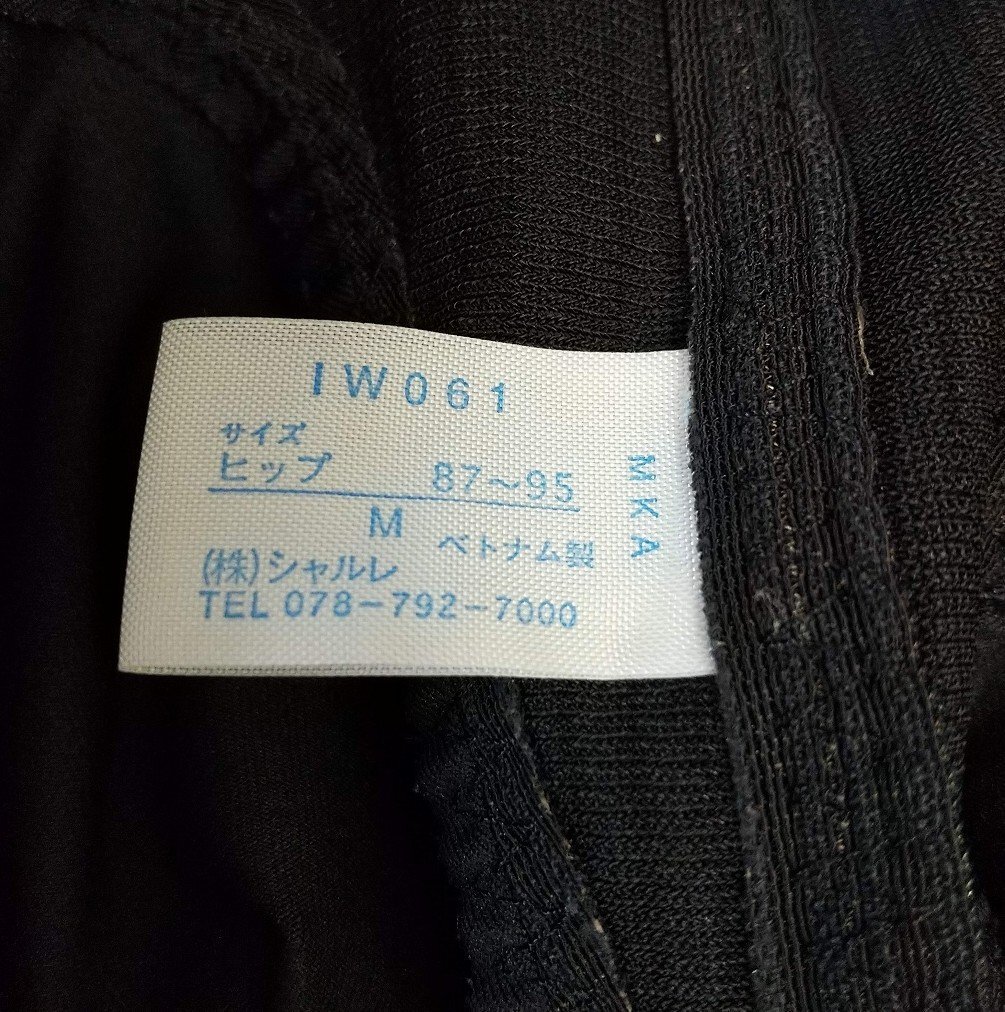 IW061
サイズ
ヒップ 87～95
M
ベトナム製
(株)シャルレ
TEL 078-792-7000
MKA